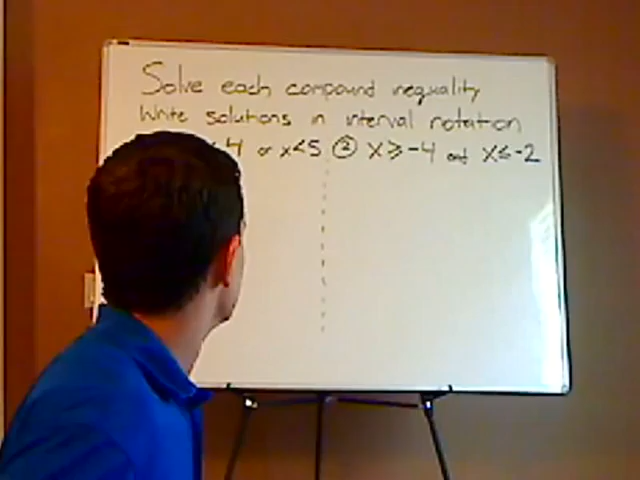 Solve each compound inequality
Write solutions in interval notation
4 or x<5 ② X≥-4 and X≤-2